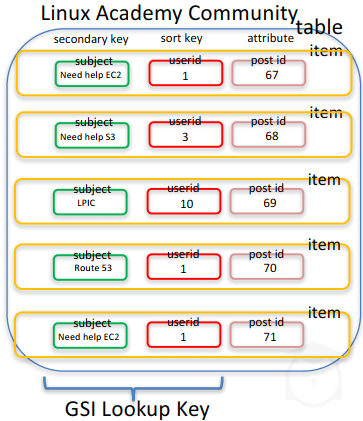 Linux Academy Community
table
secondary key sort key attribute
item
subject userid post id
Need help EC2 1 67
item
subject userid post id
Need help S3 3 68
item
subject userid post id
LPIC 10 69
item
subject userid post id
Route 53 1 70
item
subject userid post id
Need help EC2 1 71
GSI Lookup Key